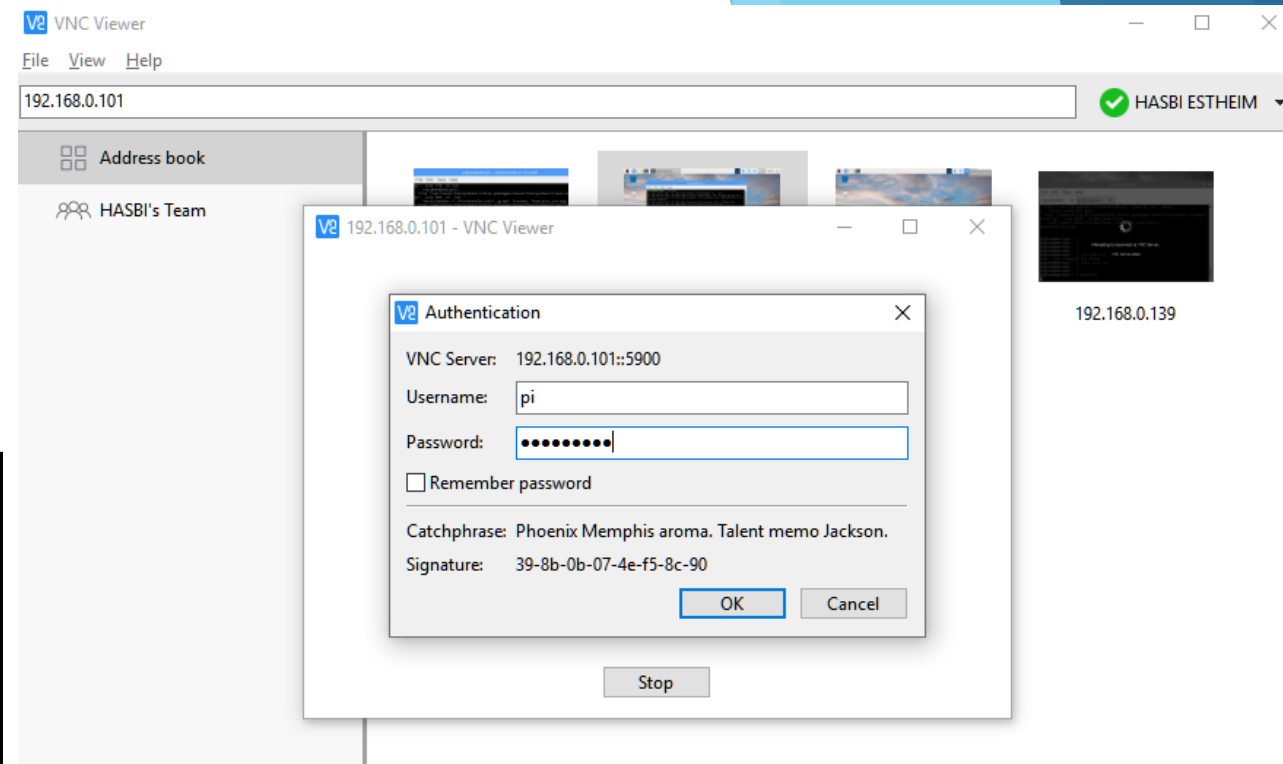 VNC Viewer
File View Help
192.168.0.101
HASBI ESTHEIM
Address book
HASBI's Team
192.168.0.101 - VNC Viewer
192.168.0.139
Authentication
VNC Server: 192.168.0.101::5900
Username: pi
Password: •••••••••
Remember password
Catchphrase: Phoenix Memphis aroma. Talent memo Jackson.
Signature: 39-8b-0b-07-4e-f5-8c-90
OK Cancel
Stop